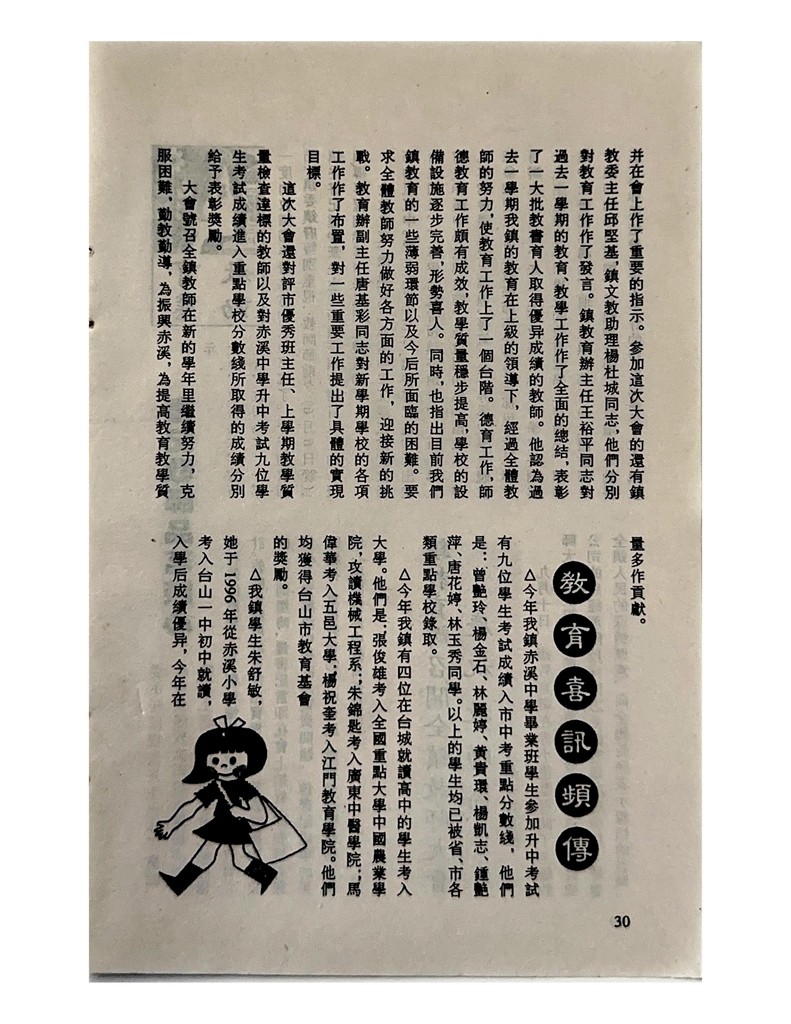 并在會上作了重要的指示。參加這次大會的還有鎮
教委主任邱堅基,鎮文教助理楊杜城同志,他們分別
對教育工作作了發言。鎮教育辦主任王裕平同志對
過去一學期的教育、教學工作作了全面的總結,表彰
了一大批教書育人取得優异成績的教師。他認為過
去一學期我鎮的教育在上級的領導下,經過全體教
師的努力,使教育工作上了一個台階。德育工作,師
德教育工作頗有成效,教學質量穩步提高,學校的設
備設施逐步完善,形勢喜人。同時,也指出目前我們
鎮教育的一些薄弱環節以及今后所面臨的困難。要
求全體教師努力做好各方面的工作,迎接新的挑
戰。教育辦副主任唐基彩同志對新學期學校的各項
工作作了布置,對一些重要工作提出了具體的實現
目標。
這次大會還對評市優秀班主任、上學期教學質
量檢查達標的教師以及對赤溪中學升中考試九位學
生考試成績進入重點學校分數綫所取得的成績分別
給予表彰獎勵。
大會號召全鎮教師在新的學年里繼續努力,克
服困難,勤教勤導,為振興赤溪,為提高教育教學質
量多作貢獻。
教育喜訊頻傳
△今年我鎮赤溪中學畢業班學生參加升中考試
有九位學生考試成績入市中考重點分數綫,他們
是:曾艷玲、楊金石、林麗婷、黃貴環、楊凱志、鍾艷
萍、唐花婷、林玉秀同學。以上的學生均已被省、市各
類重點學校錄取。
△今年我鎮有四位在台城就讀高中的學生考入
大學。他們是:張俊雄考入全國重點大學中國農業學
院,攻讀機械工程系;朱錦匙考入廣東中醫學院;馬
偉華考入五邑大學;楊祝奎考入江門教育學院。他們
均獲得台山市教育基會
的獎勵。
△我鎮學生朱舒敏,
她于1996年從赤溪小學
考入台山一中初中就讀,
入學后成績優异,今年在
30